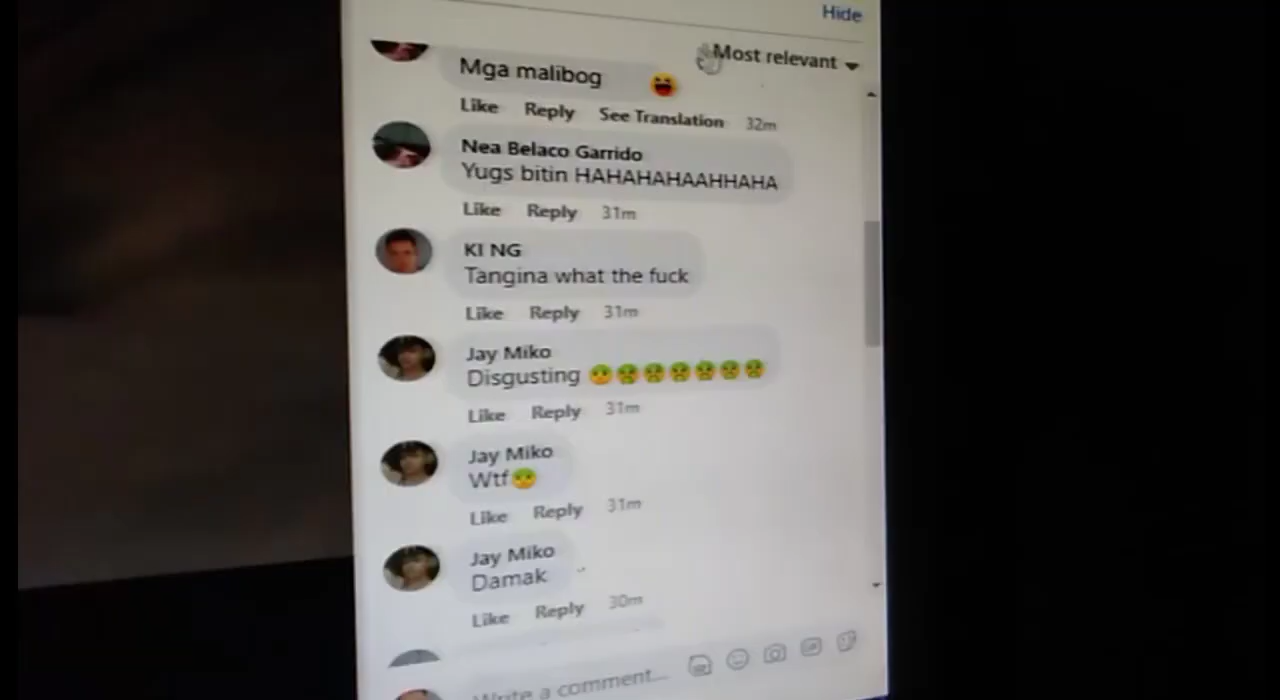 Hide
Most relevant
Mga malibog
Like Reply See Translation 32m
Nea Belaco Garrido
Yugs bitin HAHAHAHAAHHAHA
Like Reply 31m
KI NG
Tangina what the fuck
Like Reply 31m
Jay Miko
Disgusting 🤢🤢🤢🤢🤢🤢🤢
Like Reply 31m
Jay Miko
Wtf🤢
Like Reply 31m
Jay Miko
Damak
Like Reply 30m
Write a comment...